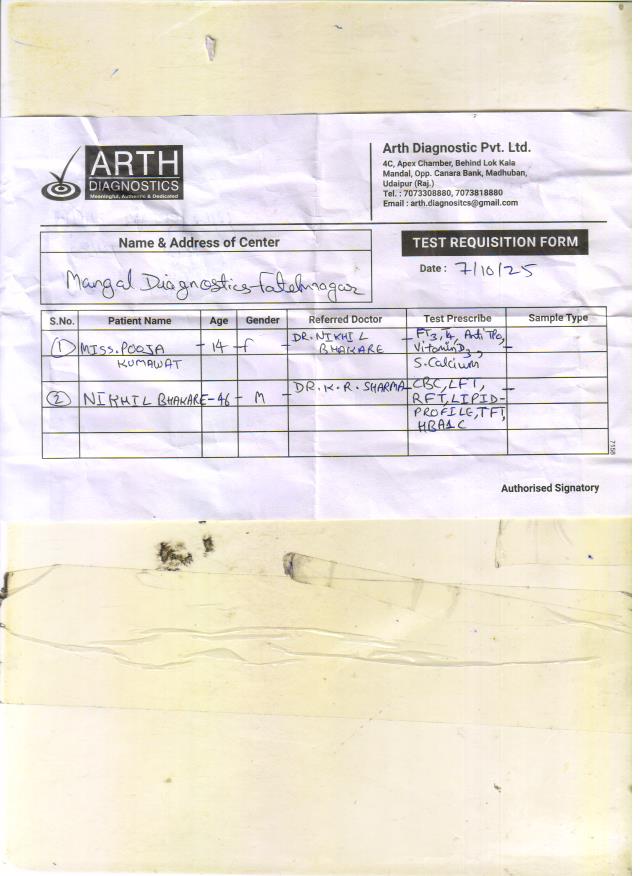 ARTH
DIAGNOSTICS
Meaningful, Authentic & Dedicated
Arth Diagnostic Pvt. Ltd.
4C, Apex Chamber, Behind Lok Kala
Mandal, Opp. Canara Bank, Madhuban,
Udaipur (Raj.)
Tel. : 7073308880, 7073818880
Email : arth.diagnositcs@gmail.com
Name & Address of Center
TEST REQUISITION FORM
Mangal Diagnostics-Fatehnagar
Date : 7/10/25
S.No. Patient Name Age Gender Referred Doctor Test Prescribe Sample Type
1 MISS.POOJA KUMAWAT - 14 - f - DR.NIKHIL BHAKARE - FT3, T4, Anti TPO, Vitamin D3, S.Calcium -
2 NIKHIL BHAKARE - 46 - M - DR.K.R.SHARMA - CBC, LFT, RFT, LIPID-PROFILE, TFT, HBA1C -
7158
Authorised Signatory